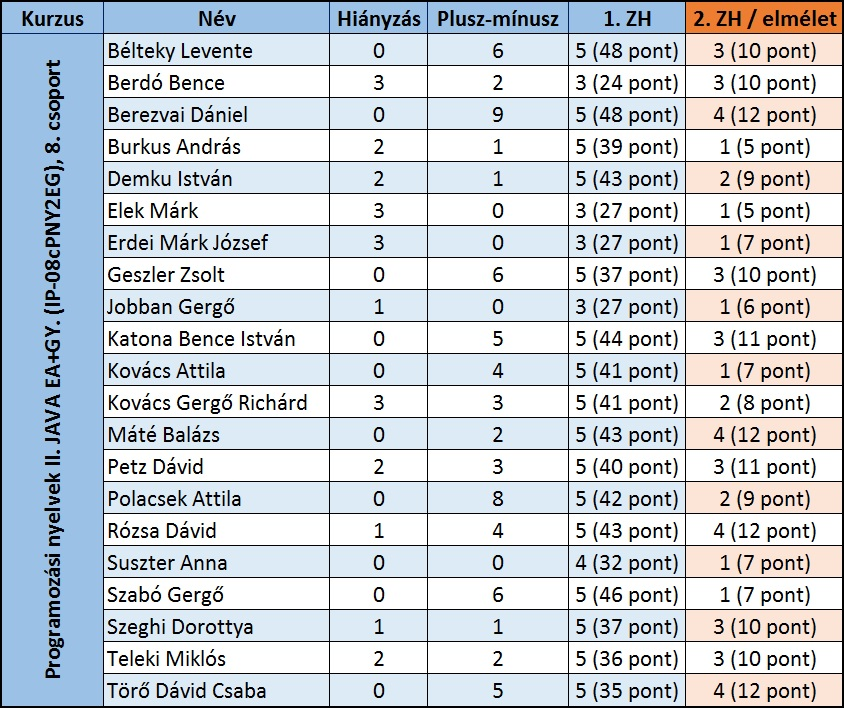 Kurzus Név Hiányzás Plusz-mínusz 1. ZH 2. ZH / elmélet
Programozási nyelvek II. JAVA EA+GY. (IP-08cPNY2EG), 8. csoport
Bélteky Levente 0 6 5 (48 pont) 3 (10 pont)
Berdó Bence 3 2 3 (24 pont) 3 (10 pont)
Berezvai Dániel 0 9 5 (48 pont) 4 (12 pont)
Burkus András 2 1 5 (39 pont) 1 (5 pont)
Demku István 2 1 5 (43 pont) 2 (9 pont)
Elek Márk 3 0 3 (27 pont) 1 (5 pont)
Erdei Márk József 3 0 3 (27 pont) 1 (7 pont)
Geszler Zsolt 0 6 5 (37 pont) 3 (10 pont)
Jobban Gergő 1 0 3 (27 pont) 1 (6 pont)
Katona Bence István 0 5 5 (44 pont) 3 (11 pont)
Kovács Attila 0 4 5 (41 pont) 1 (7 pont)
Kovács Gergő Richárd 3 3 5 (41 pont) 2 (8 pont)
Máté Balázs 0 2 5 (43 pont) 4 (12 pont)
Petz Dávid 2 3 5 (40 pont) 3 (11 pont)
Polacsek Attila 0 8 5 (42 pont) 2 (9 pont)
Rózsa Dávid 1 4 5 (43 pont) 4 (12 pont)
Suszter Anna 0 0 4 (32 pont) 1 (7 pont)
Szabó Gergő 0 6 5 (46 pont) 1 (7 pont)
Szeghi Dorottya 1 1 5 (37 pont) 3 (10 pont)
Teleki Miklós 2 2 5 (36 pont) 3 (10 pont)
Törő Dávid Csaba 0 5 5 (35 pont) 4 (12 pont)